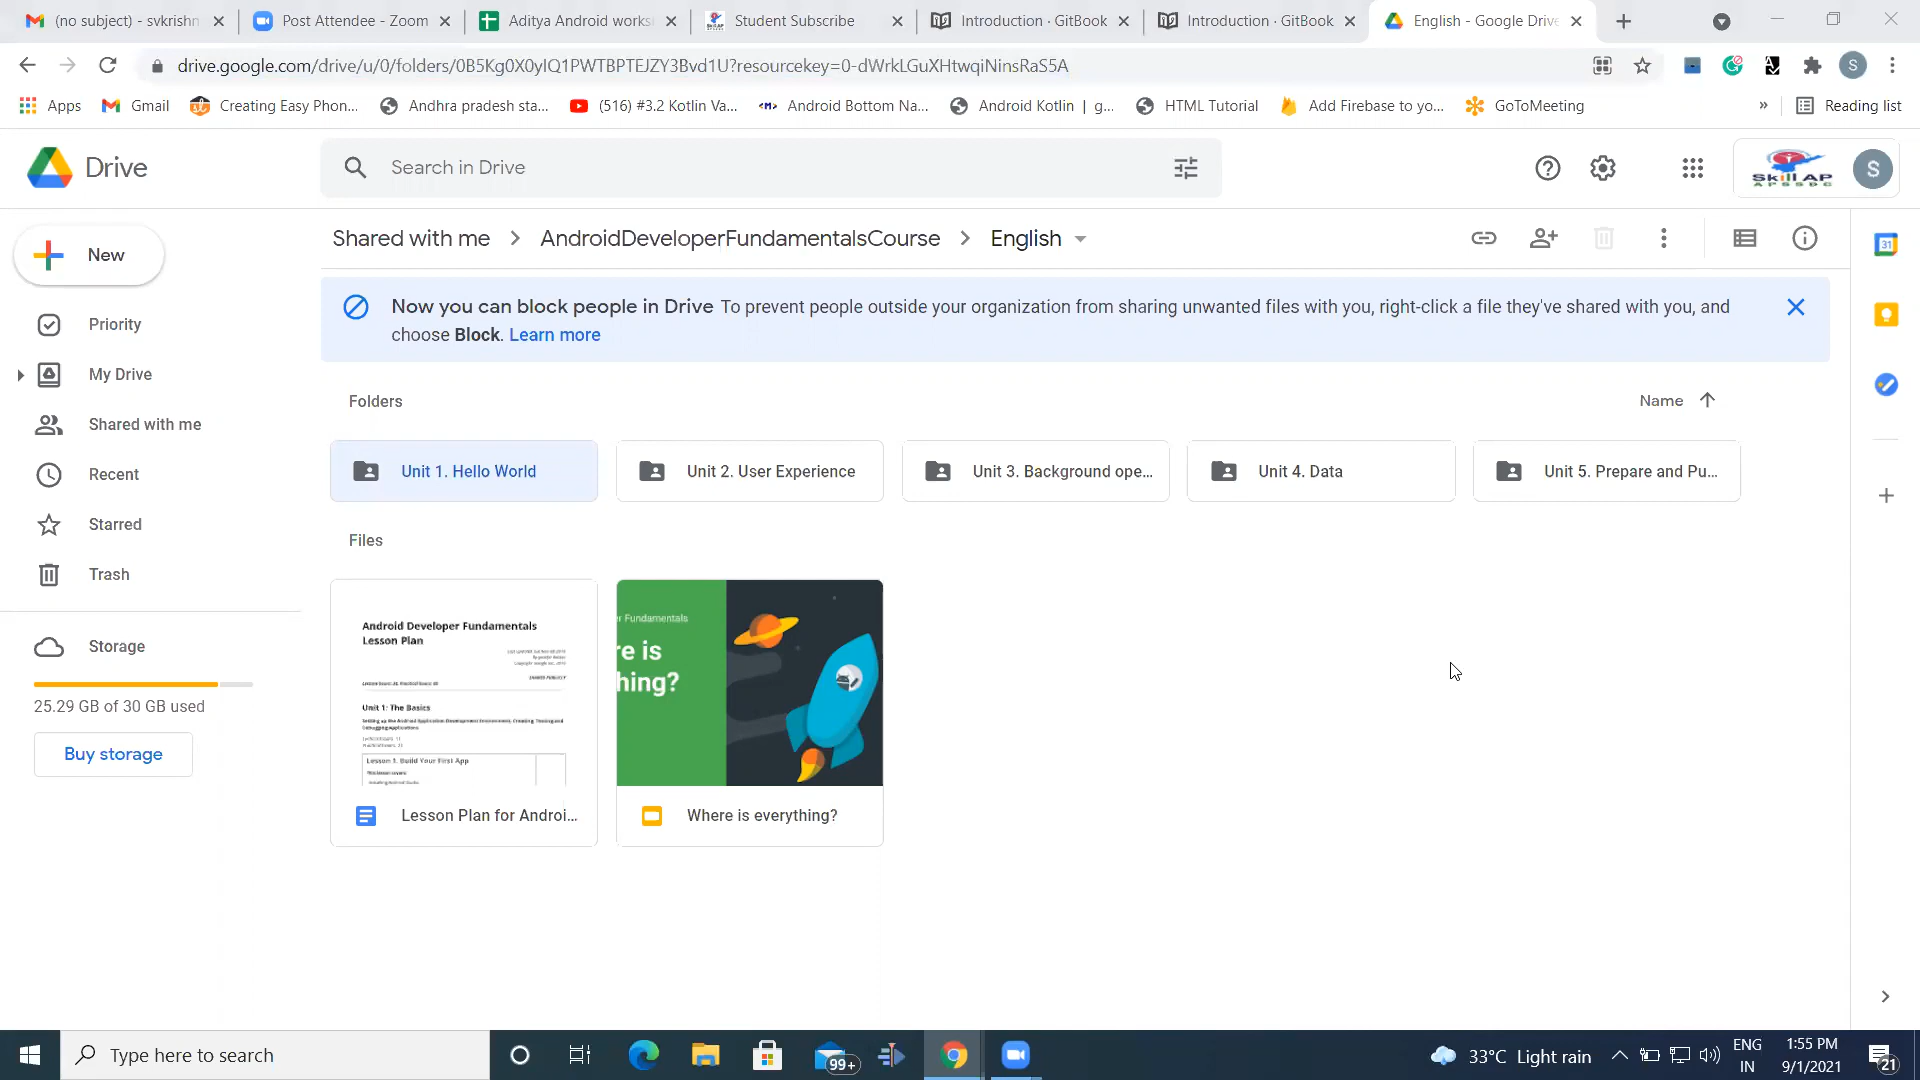 (no subject) - svkrishn
Post Attendee - Zoom
Aditya Android works
Student Subscribe
Introduction · GitBook
Introduction · GitBook
English - Google Drive
drive.google.com/drive/u/0/folders/0B5Kg0X0yIQ1PWTBPTEJZY3Bvd1U?resourcekey=0-dWrkLGuXHtwqiNinsRaS5A
S
Apps
Gmail
Creating Easy Phon...
Andhra pradesh sta...
(516) #3.2 Kotlin Va...
<M>
Android Bottom Na...
Android Kotlin | g...
HTML Tutorial
Add Firebase to yo...
GoToMeeting
»
Reading list
Drive
Search in Drive
Skill AP
APSSDC
S
New
Shared with me > AndroidDeveloperFundamentalsCourse > English
31
Now you can block people in Drive To prevent people outside your organization from sharing unwanted files with you, right-click a file they've shared with you, and
choose Block. Learn more
Priority
My Drive
Shared with me
Recent
Starred
Trash
Storage
25.29 GB of 30 GB used
Buy storage
Folders
Name
Unit 1. Hello World
Unit 2. User Experience
Unit 3. Background ope...
Unit 4. Data
Unit 5. Prepare and Pu...
Files
Android Developer Fundamentals
Lesson Plan
Unit 1: The Basics
Lesson 1. Build Your First App
r Fundamentals
re is
hing?
Lesson Plan for Androi...
Where is everything?
Type here to search
99+
33°C Light rain
ENG
IN
1:55 PM
9/1/2021
21